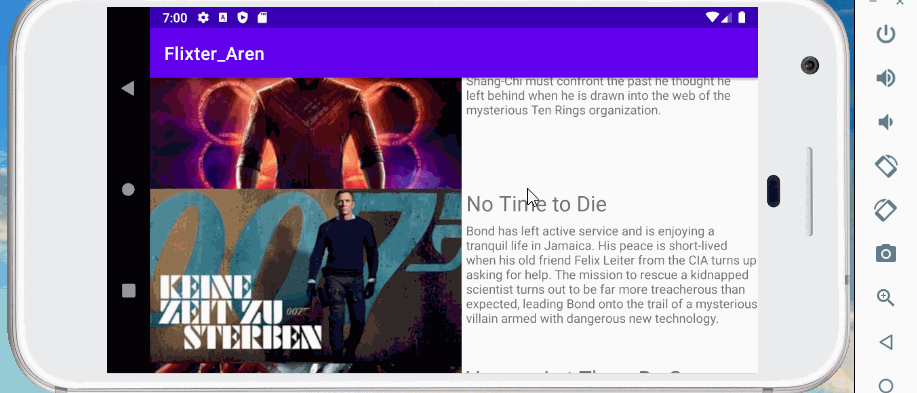 7:00
Flixter_Aren
Shang-Chi must confront the past he thought he
left behind when he is drawn into the web of the
mysterious Ten Rings organization.
No Time to Die
Bond has left active service and is enjoying a
tranquil life in Jamaica. His peace is short-lived
when his old friend Felix Leiter from the CIA turns up
asking for help. The mission to rescue a kidnapped
scientist turns out to be far more treacherous than
expected, leading Bond onto the trail of a mysterious
villain armed with dangerous new technology.
007
KEINE
ZEIT ZU
007
STERBEN